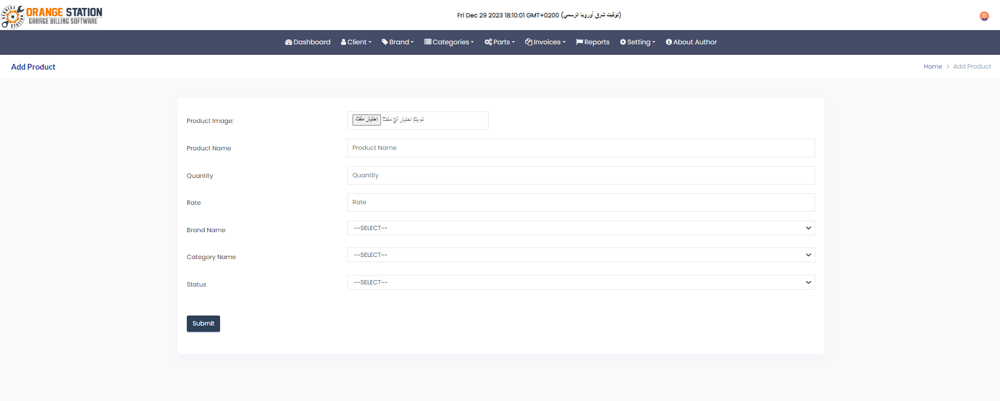 SERVICE STATION
ORANGE STATION
GARAGE BILLING SOFTWARE
Fri Dec 29 2023 18:10:01 GMT+0200 (توقيت شرق أوروبا الرسمي)
Dashboard Client Brand Categories Parts Invoices Reports Setting About Author
Add Product
Home > Add Product
Product Image: اختيار ملف لم يتمّ اختيار أيّ ملفّ
Product Name Product Name
Quantity Quantity
Rate Rate
Brand Name ~~SELECT~~
Category Name ~~SELECT~~
Status ~~SELECT~~
Submit